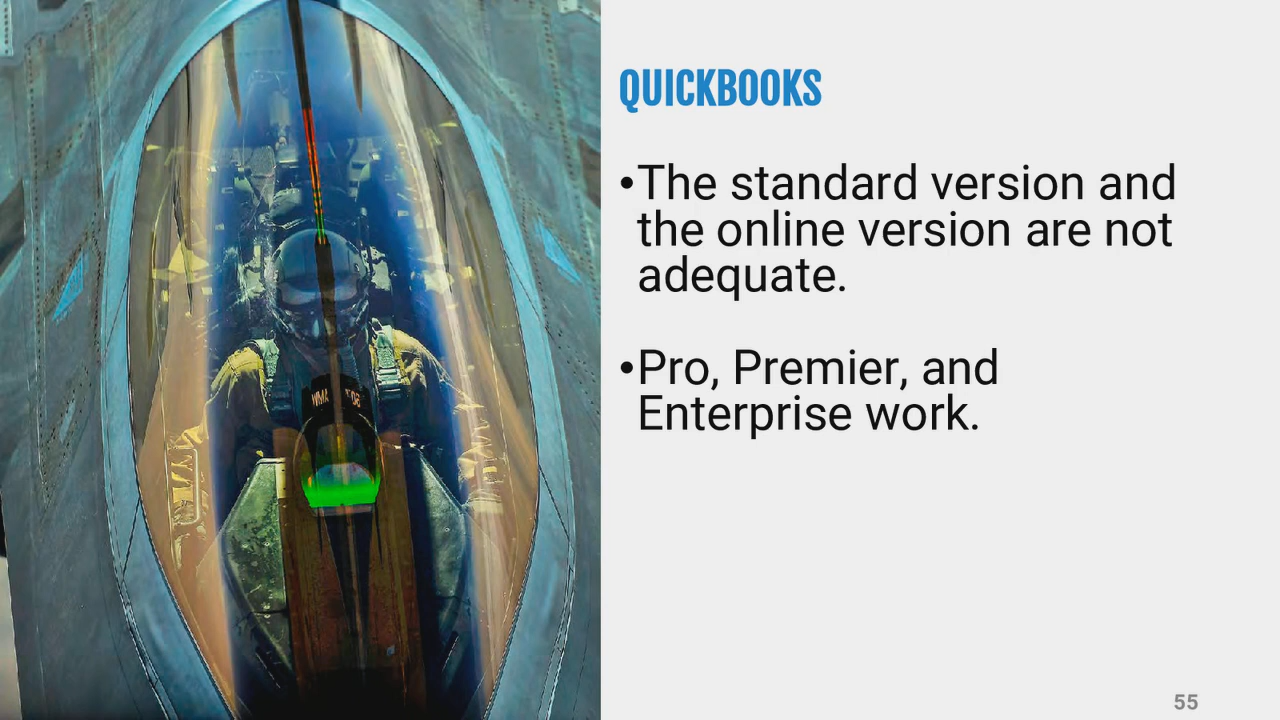 QUICKBOOKS
•The standard version and
the online version are not
adequate.
•Pro, Premier, and
Enterprise work.
55